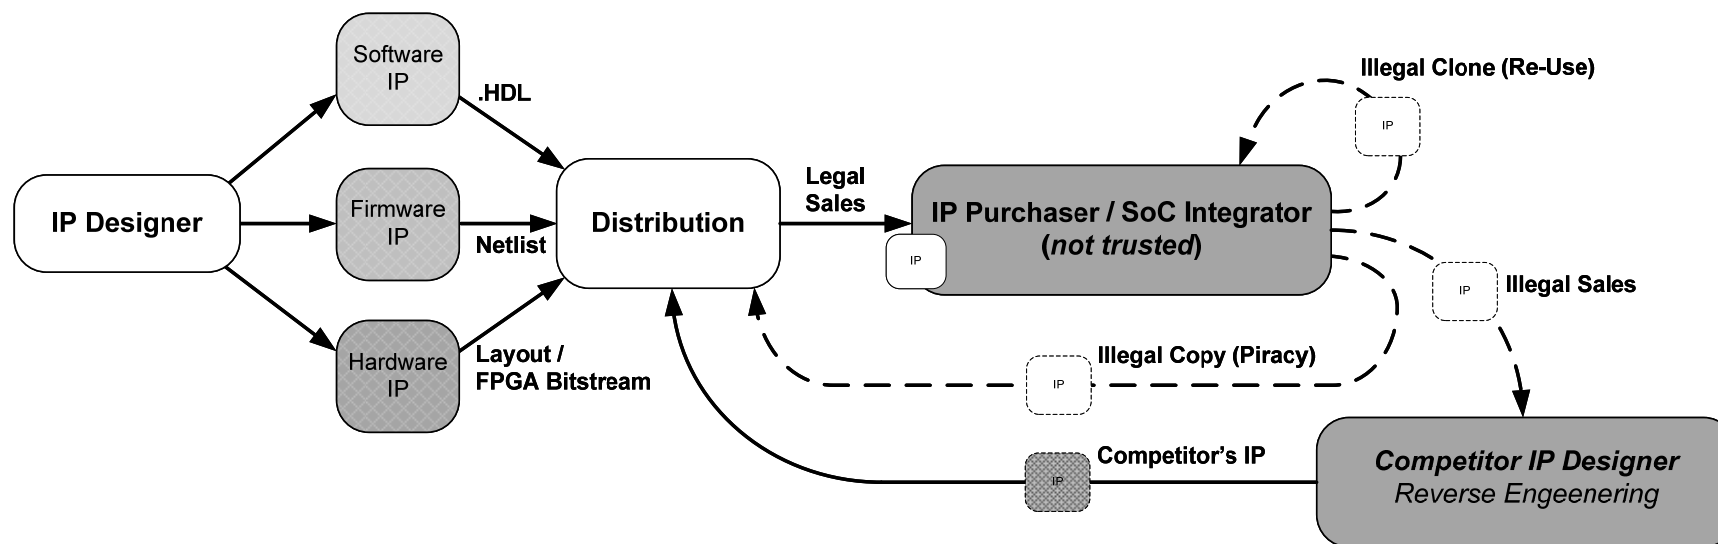 Software
IP
.HDL
IP Designer
Firmware
IP
Netlist
Hardware
IP
Layout /
FPGA Bitstream
Distribution
Legal
Sales
IP Purchaser / SoC Integrator
(not trusted)
IP
Illegal Clone (Re-Use)
IP
IP
Illegal Sales
Illegal Copy (Piracy)
IP
Competitor's IP
IP
Competitor IP Designer
Reverse Engeenering